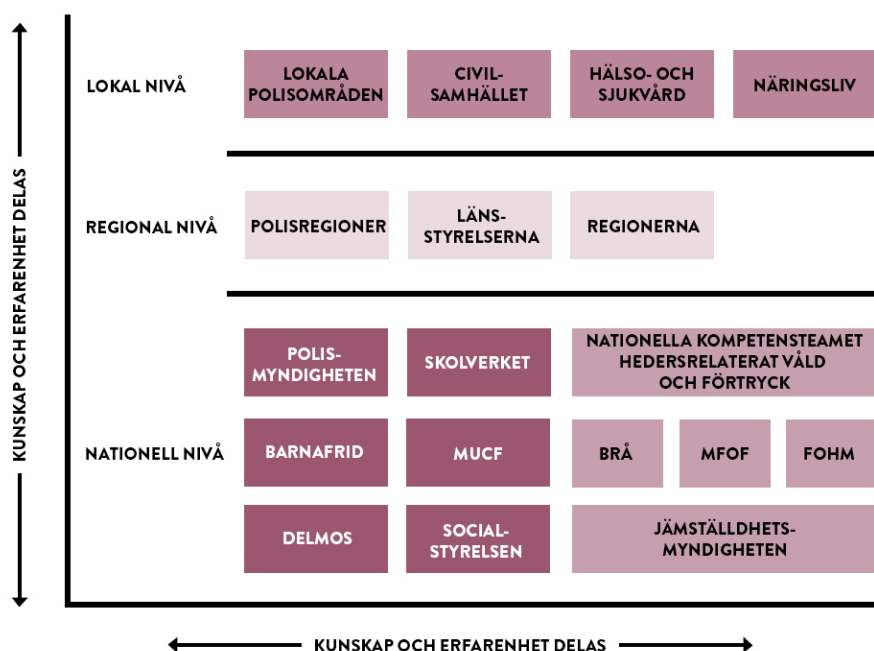 KUNSKAP OCH ERFARENHET DELAS
LOKAL NIVÅ
LOKALA
POLISOMRÅDEN
CIVIL-
SAMHÄLLET
HÄLSO- OCH
SJUKVÅRD
NÄRINGSLIV
REGIONAL NIVÅ
POLISREGIONER
LÄNS-
STYRELSERNA
REGIONERNA
NATIONELL NIVÅ
POLIS-
MYNDIGHETEN
SKOLVERKET
NATIONELLA KOMPETENSTEAMET
HEDERSRELATERAT VÅLD
OCH FÖRTRYCK
BARNAFRID
MUCF
BRÅ
MFOF
FOHM
DELMOS
SOCIAL-
STYRELSEN
JÄMSTÄLLDHETS-
MYNDIGHETEN
KUNSKAP OCH ERFARENHET DELAS